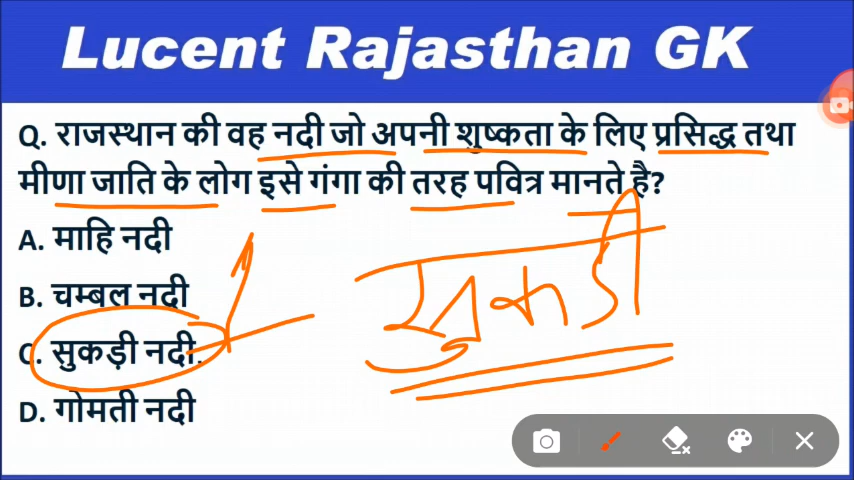 Lucent Rajasthan GK
Q. राजस्थान की वह नदी जो अपनी शुष्कता के लिए प्रसिद्ध तथा
मीणा जाति के लोग इसे गंगा की तरह पवित्र मानते है?
A. माहि नदी
B. चम्बल नदी
C. सुकड़ी नदी.
सुकडी
D. गोमती नदी